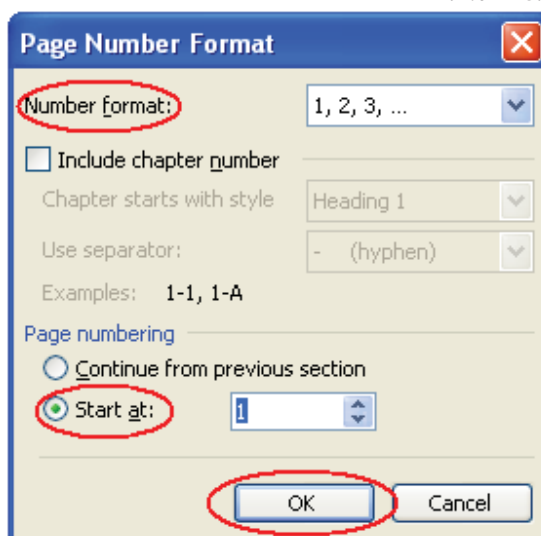 Page Number Format
Number format: 1, 2, 3, ...
Include chapter number
Chapter starts with style Heading 1
Use separator: - (hyphen)
Examples: 1-1, 1-A
Page numbering
Continue from previous section
Start at: 1
OK Cancel